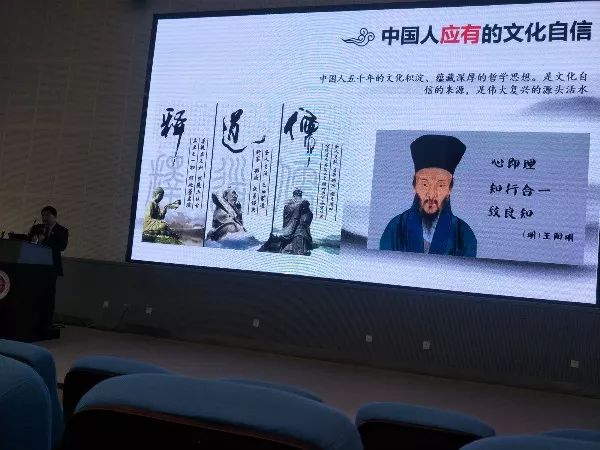 中国人应有的文化自信
中国人五千年的文化积淀、蕴藏深厚的哲学思想。是文化自
信的来源，是伟大复兴的源头活水
释
道
儒
心即理
知行合一
致良知
（明）王阳明